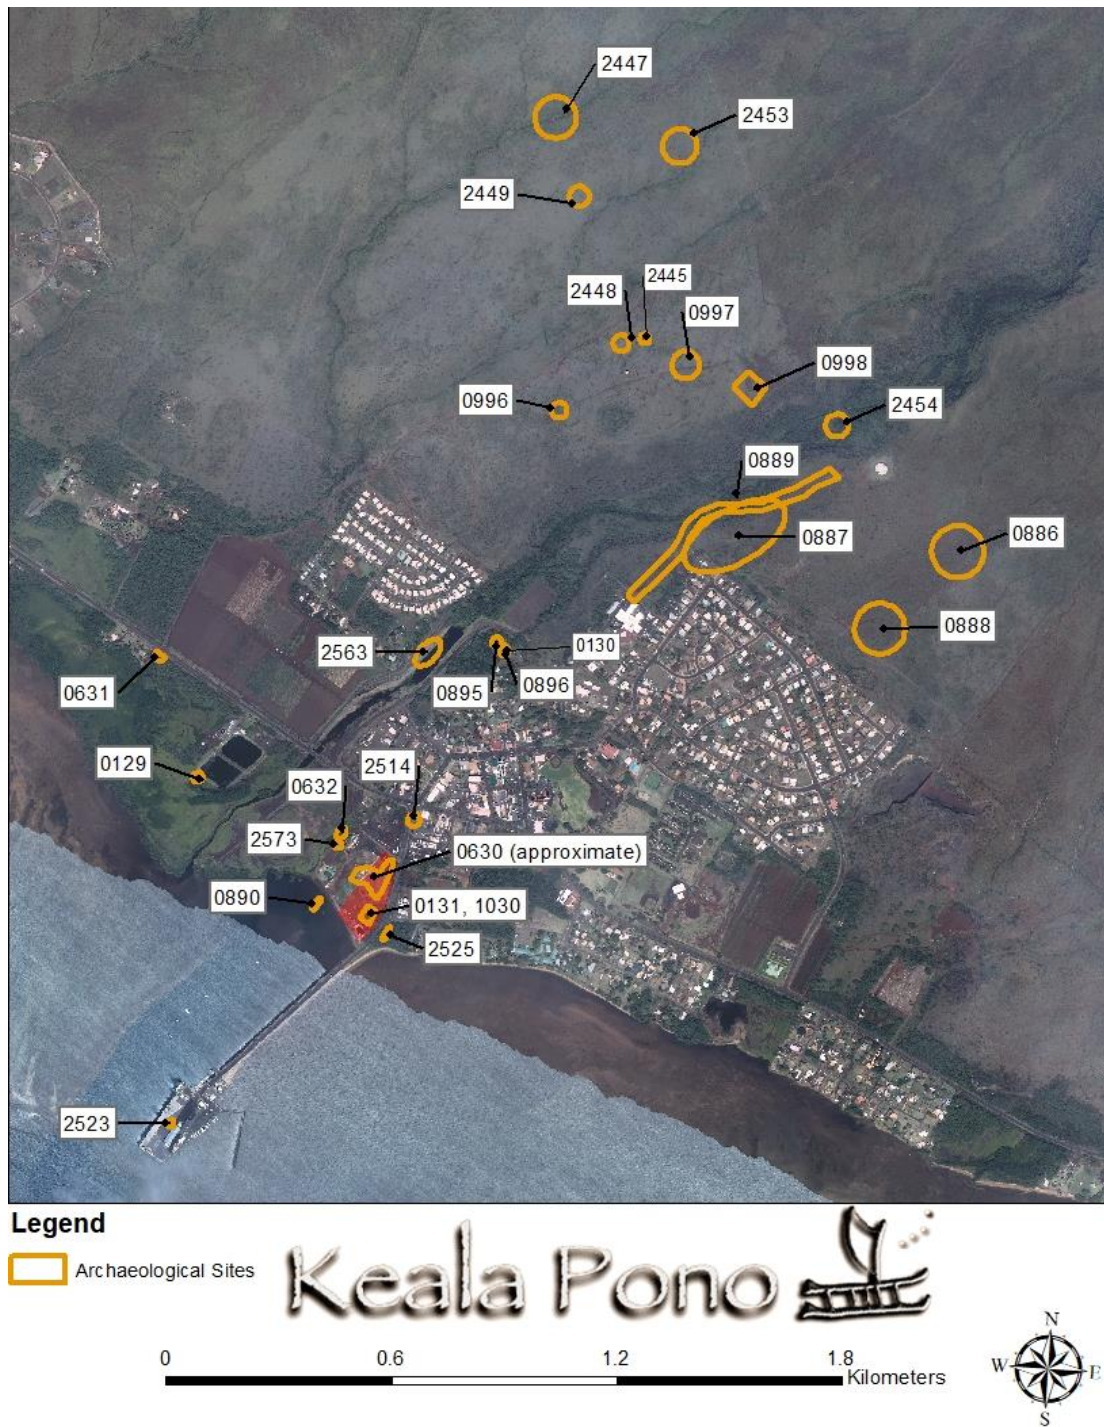 2447
2453
2449
2445
2448
0997
0998
0996
2454
0889
0887
0886
0888
2563
0130
0895
0896
0631
0129
2514
0632
2573
0630 (approximate)
0890
0131, 1030
2525
2523
Legend
Archaeological Sites
Keala Pono
0 0.6 1.2 1.8
Kilometers
N
W E
S